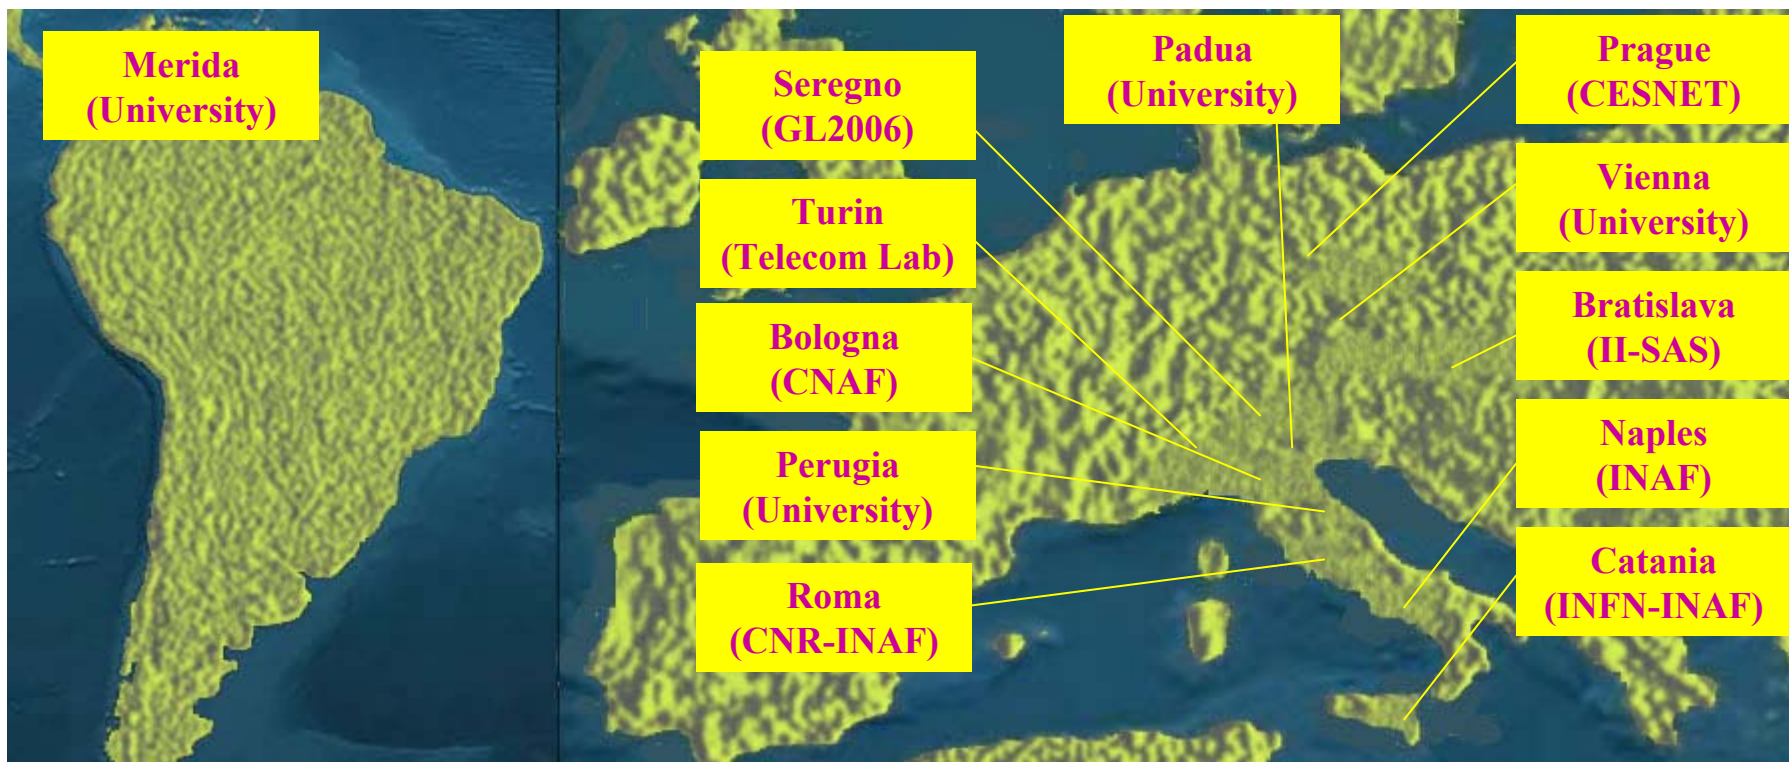 Merida
(University)
Seregno
(GL2006)
Turin
(Telecom Lab)
Bologna
(CNAF)
Perugia
(University)
Roma
(CNR-INAF)
Padua
(University)
Prague
(CESNET)
Vienna
(University)
Bratislava
(II-SAS)
Naples
(INAF)
Catania
(INFN-INAF)